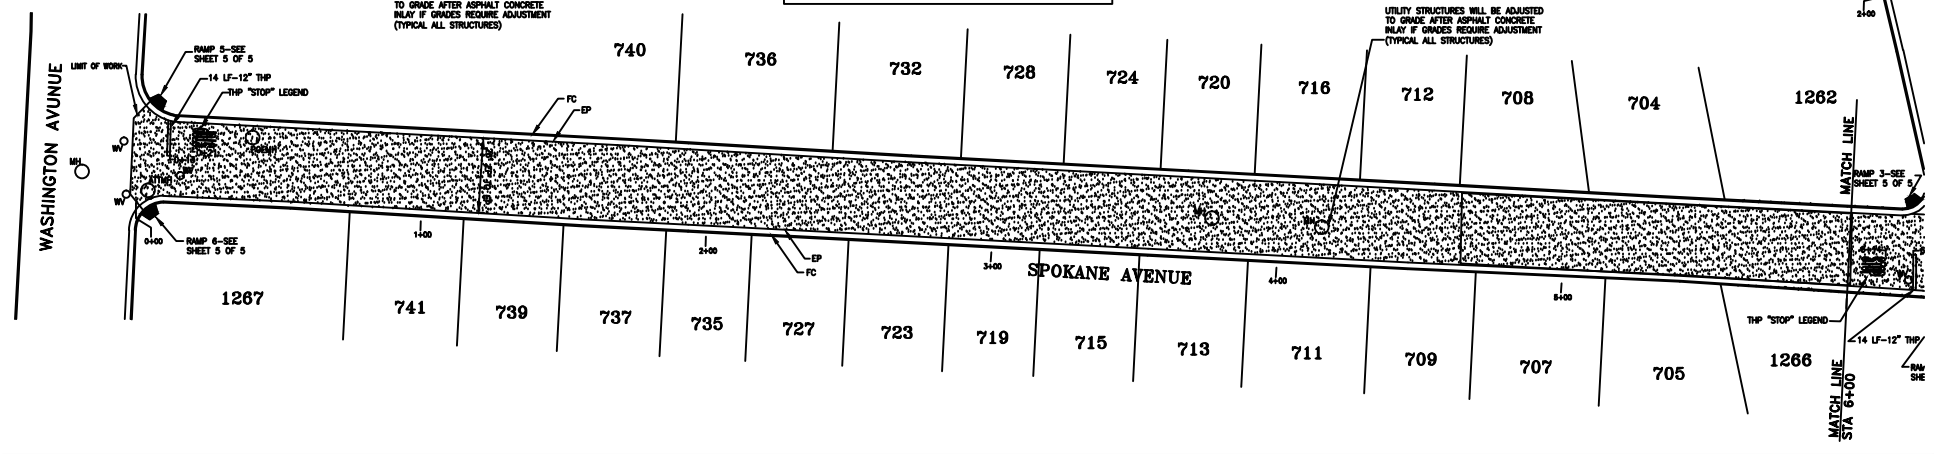 TO GRADE AFTER ASPHALT CONCRETE
INLAY IF GRADES REQUIRE ADJUSTMENT
(TYPICAL ALL STRUCTURES)
UTILITY STRUCTURES WILL BE ADJUSTED
TO GRADE AFTER ASPHALT CONCRETE
INLAY IF GRADES REQUIRE ADJUSTMENT
(TYPICAL ALL STRUCTURES)
2+00
WASHINGTON AVUNUE
LIMIT OF WORK
RAMP 5-SEE
SHEET 5 OF 5
14 LF-12" THP
THP "STOP" LEGEND
FC
EP
740
736
732
728
724
720
716
712
708
704
1262
MATCH LINE
RAMP 3-SEE
SHEET 5 OF 5
WV
MH
WV
0+00
RAMP 6-SEE
SHEET 5 OF 5
1+00
2+00
3+00
4+00
5+00
EP
FC
SPOKANE AVENUE
1267
741
739
737
735
727
723
719
715
713
711
709
707
705
1266
THP "STOP" LEGEND
14 LF-12" THP
RAM
SHE
MATCH LINE
STA 6+00